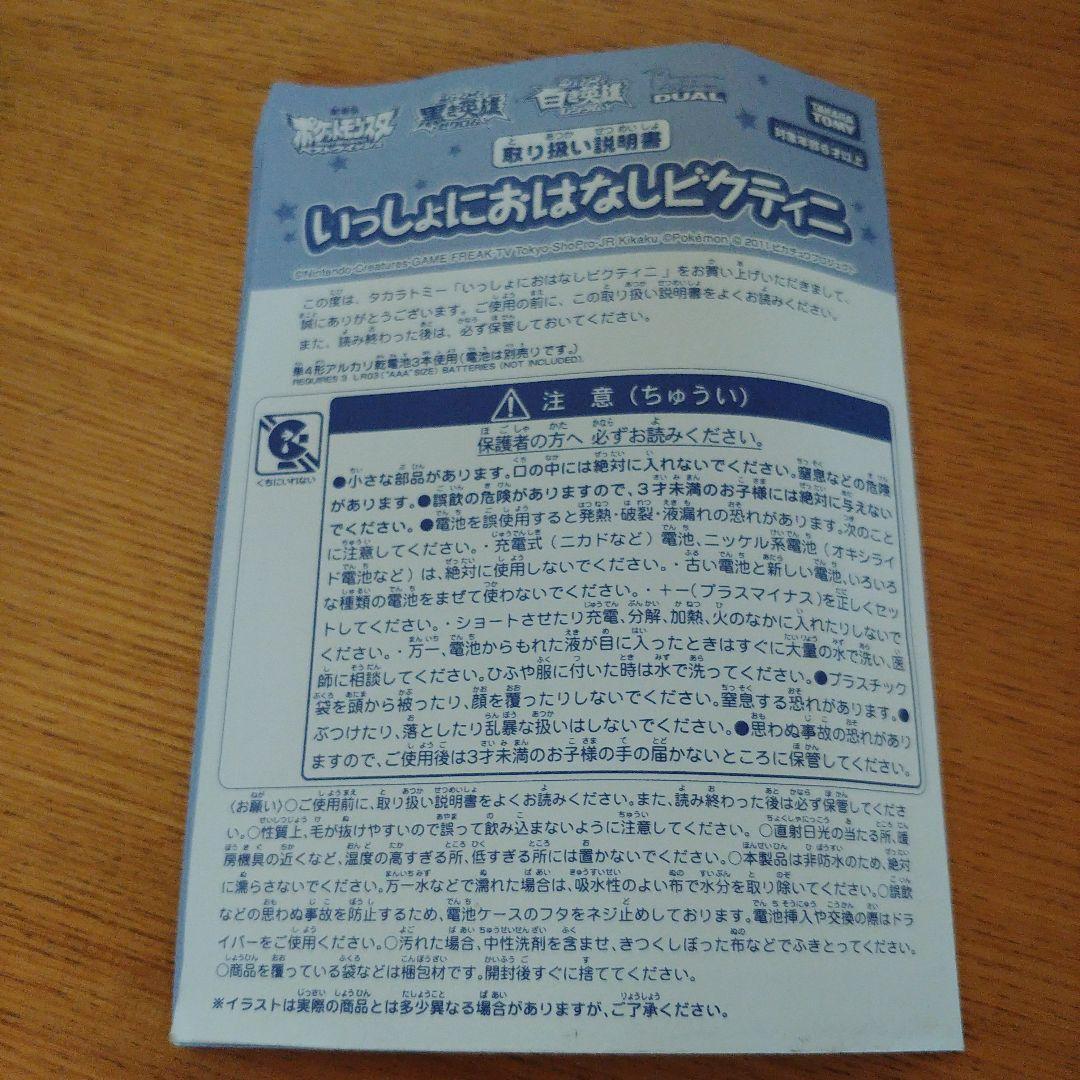 ポケットモンスター
黒き英雄
白き英雄
DUAL
TAKARA TOMY
対象年齢6才以上
取り扱い説明書
いっしょにおはなしビクティニ
©Nintendo・Creatures・GAME FREAK・TV Tokyo・ShoPro・JR Kikaku ©Pokémon © 2011 ピカチュウプロジェクト
この度は、タカラトミー「いっしょにおはなしビクティニ」をお買い上げいただきまして、
誠にありがとうございます。ご使用の前に、この取り扱い説明書をよくお読みください。
また、読み終わった後は、必ず保管しておいてください。
単4形アルカリ乾電池3本使用(電池は別売りです。)
REQUIRES 3 LR03 ("AAA" SIZE) BATTERIES (NOT INCLUDED).
注 意 (ちゅうい)
保護者の方へ 必ずお読みください。
くちにいれない
●小さな部品があります。口の中には絶対に入れないでください。窒息などの危険
があります。●誤飲の危険がありますので、3才未満のお子様には絶対に与えない
でください。●電池を誤使用すると発熱・破裂・液漏れの恐れがあります。次のこと
に注意してください。・充電式(ニカドなど)電池、ニッケル系電池(オキシライ
ド電池など)は、絶対に使用しないでください。・古い電池と新しい電池、いろいろ
な種類の電池をまぜて使わないでください。・+−(プラスマイナス)を正しくセッ
トしてください。・ショートさせたり充電、分解、加熱、火のなかに入れたりしないで
ください。・万一、電池からもれた液が目に入ったときはすぐに大量の水で洗い、医
師に相談してください。ひふや服に付いた時は水で洗ってください。●プラスチック
袋を頭から被ったり、顔を覆ったりしないでください。窒息する恐れがあります。●
ぶつけたり、落としたり乱暴な扱いはしないでください。●思わぬ事故の恐れがあり
ますので、ご使用後は3才未満のお子様の手の届かないところに保管してください。
〈お願い〉○ご使用前に、取り扱い説明書をよくお読みください。また、読み終わった後は必ず保管してくださ
い。○性質上、毛が抜けやすいので誤って飲み込まないように注意してください。○直射日光の当たる所、暖
房機具の近くなど、温度の高すぎる所、低すぎる所には置かないでください。○本製品は非防水のため、絶対
に濡らさないでください。万一水などで濡れた場合は、吸水性のよい布で水分を取り除いてください。○誤飲
などの思わぬ事故を防止するため、電池ケースのフタをネジ止めしております。電池挿入や交換の際はドラ
イバーをご使用ください。○汚れた場合、中性洗剤を含ませ、きつくしぼった布などでふきとってください。
○商品を覆っている袋などは梱包材です。開封後すぐに捨ててください。
※イラストは実際の商品とは多少異なる場合がありますが、ご了承ください。